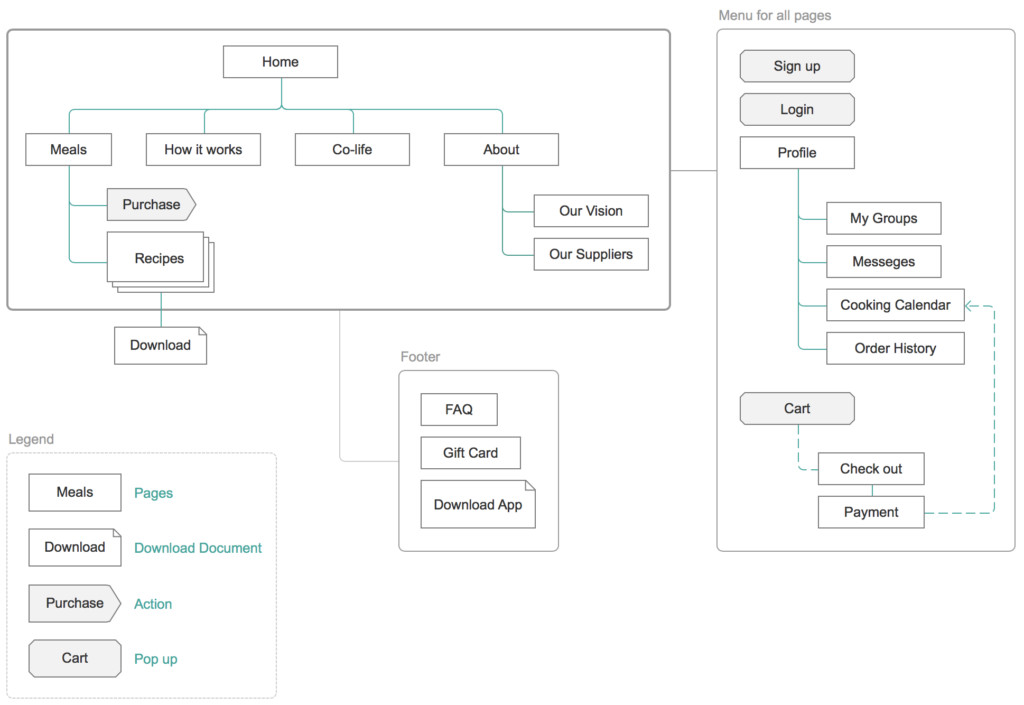 Menu for all pages
Home
Meals
How it works
Co-life
About
Purchase
Recipes
Our Vision
Our Suppliers
Download
Sign up
Login
Profile
My Groups
Messeges
Cooking Calendar
Order History
Cart
Check out
Payment
Footer
FAQ
Gift Card
Download App
Legend
Meals Pages
Download Download Document
Purchase Action
Cart Pop up